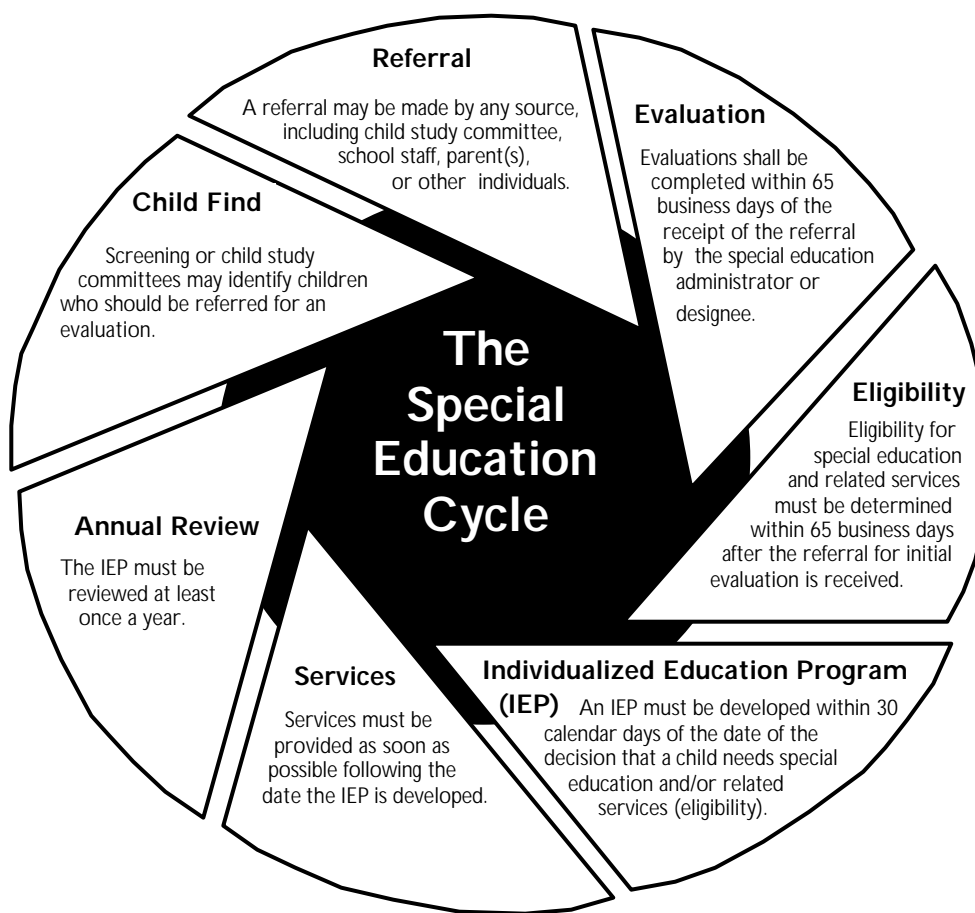 The
Special
Education
Cycle
Child Find
Screening or child study
committees may identify children
who should be referred for an
evaluation.
Referral
A referral may be made by any source,
including child study committee,
school staff, parent(s),
or other individuals.
Evaluation
Evaluations shall be
completed within 65
business days of the
receipt of the referral
by the special education
administrator or
designee.
Eligibility
Eligibility for
special education
and related services
must be determined
within 65 business days
after the referral for initial
evaluation is received.
Individualized Education Program
(IEP) An IEP must be developed within 30
calendar days of the date of the
decision that a child needs special
education and/or related
services (eligibility).
Services
Services must be
provided as soon as
possible following the
date the IEP is developed.
Annual Review
The IEP must be
reviewed at least
once a year.